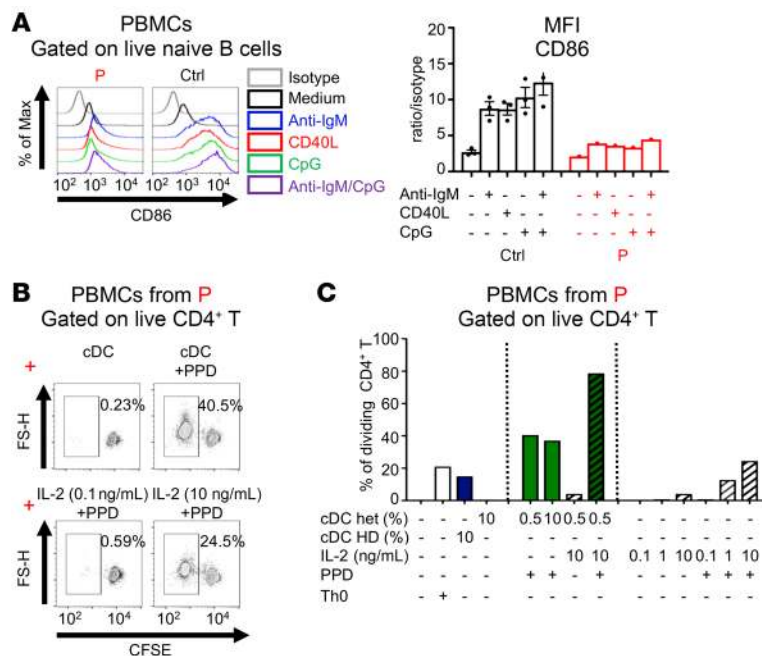 A
PBMCs
Gated on live naive B cells
P
Ctrl
% of Max
10² 10³ 10⁴
10² 10³ 10⁴
CD86
Isotype
Medium
Anti-IgM
CD40L
CpG
Anti-IgM/CpG
MFI
CD86
ratio/isotype
20
15
10
5
0
Anti-IgM - + - - + - + - - +
CD40L - - + - - - - + - -
CpG - - - + + - - - + +
Ctrl P
B
PBMCs from P
Gated on live CD4⁺ T
+ cDC
cDC
+PPD
FS-H
0.23%
40.5%
+ IL-2 (0.1 ng/mL) IL-2 (10 ng/mL)
+PPD +PPD
FS-H
0.59%
24.5%
10² 10⁴ 10² 10⁴
CFSE
C
PBMCs from P
Gated on live CD4⁺ T
% of dividing CD4⁺ T
100
80
60
40
20
0
cDC het (%) - - - 10 0.5 10 0.5 0.5 - - - - - -
cDC HD (%) - - 10 - - - - - - - - - - -
IL-2 (ng/mL) - - - - - - 10 10 0.1 1 10 0.1 1 10
PPD - - - - + + - + - - - + + +
Th0 - + - - - - - - - - - - - -